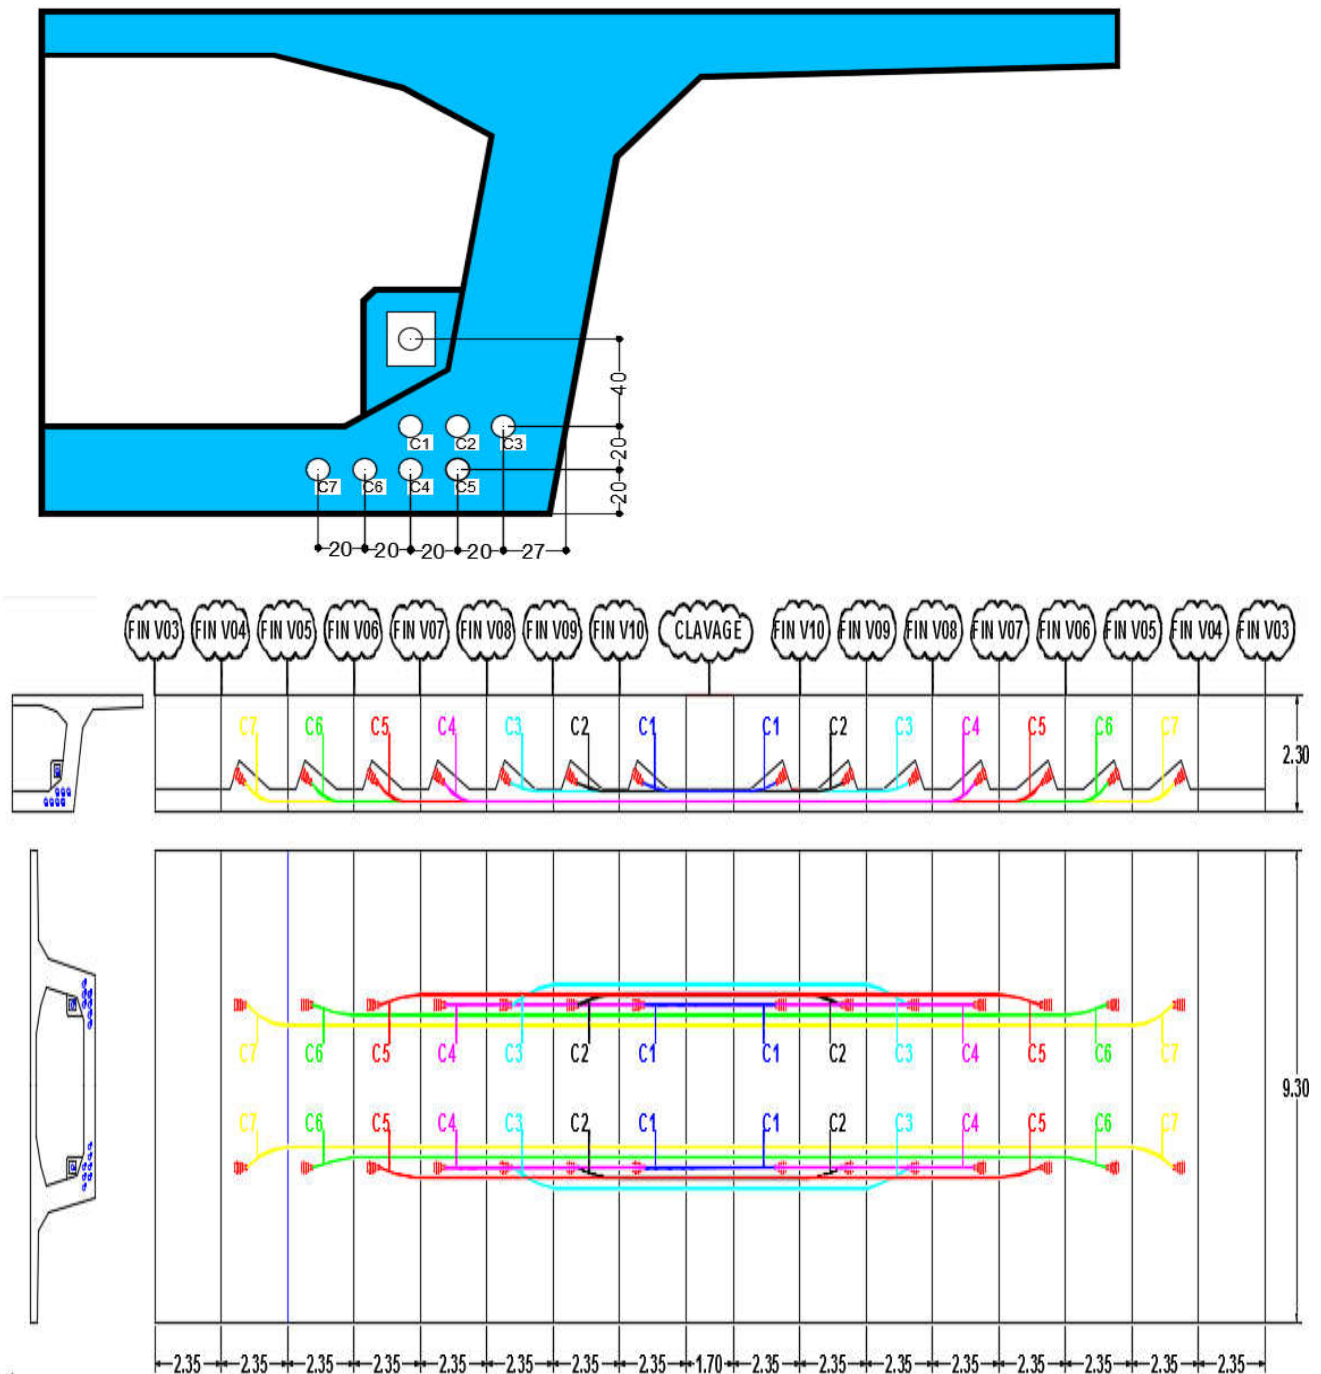 40
C1 C2 C3
20
C7 C6 C4 C5
20
20 20 20 20 27
FIN V03 FIN V04 FIN V05 FIN V06 FIN V07 FIN V08 FIN V09 FIN V10 CLAVAGE FIN V10 FIN V09 FIN V08 FIN V07 FIN V06 FIN V05 FIN V04 FIN V03
C7 C6 C5 C4 C3 C2 C1 C1 C2 C3 C4 C5 C6 C7
2.30
C7 C6 C5 C4 C3 C2 C1 C1 C2 C3 C4 C5 C6 C7
9.30
C7 C6 C5 C4 C3 C2 C1 C1 C2 C3 C4 C5 C6 C7
2.35 2.35 2.35 2.35 2.35 2.35 2.35 2.35 1.70 2.35 2.35 2.35 2.35 2.35 2.35 2.35 2.35